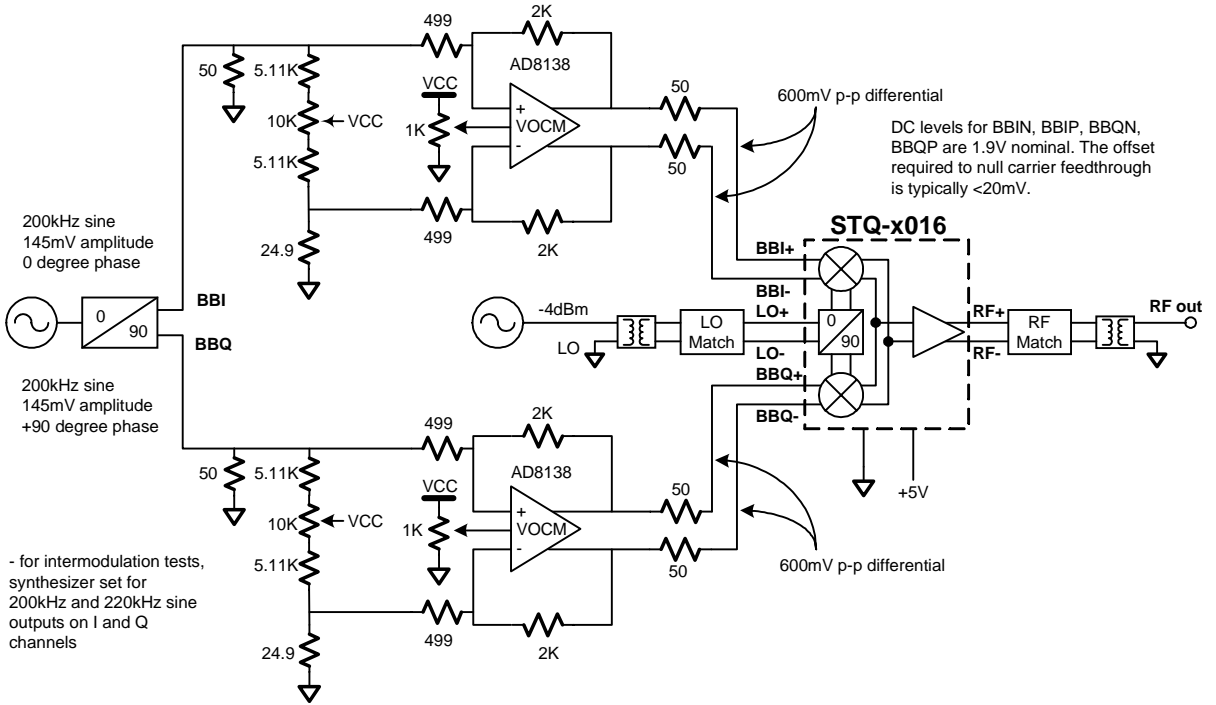 2K
499
AD8138
50
5.11K
VCC
50
600mV p-p differential
10K
VCC
+
1K
VOCM
DC levels for BBIN, BBIP, BBQN,
BBQP are 1.9V nominal. The offset
required to null carrier feedthrough
is typically <20mV.
5.11K
-
50
200kHz sine
145mV amplitude
0 degree phase
499
2K
24.9
STQ-x016
BBI+
BBI-
0
90
BBI
BBQ
-4dBm
LO
LO
Match
LO+
LO-
0
90
RF+
RF-
RF
Match
RF out
BBQ+
BBQ-
200kHz sine
145mV amplitude
+90 degree phase
2K
499
AD8138
50
5.11K
VCC
50
+5V
10K
VCC
+
1K
VOCM
5.11K
-
50
600mV p-p differential
- for intermodulation tests,
synthesizer set for
200kHz and 220kHz sine
outputs on I and Q
channels
499
2K
24.9